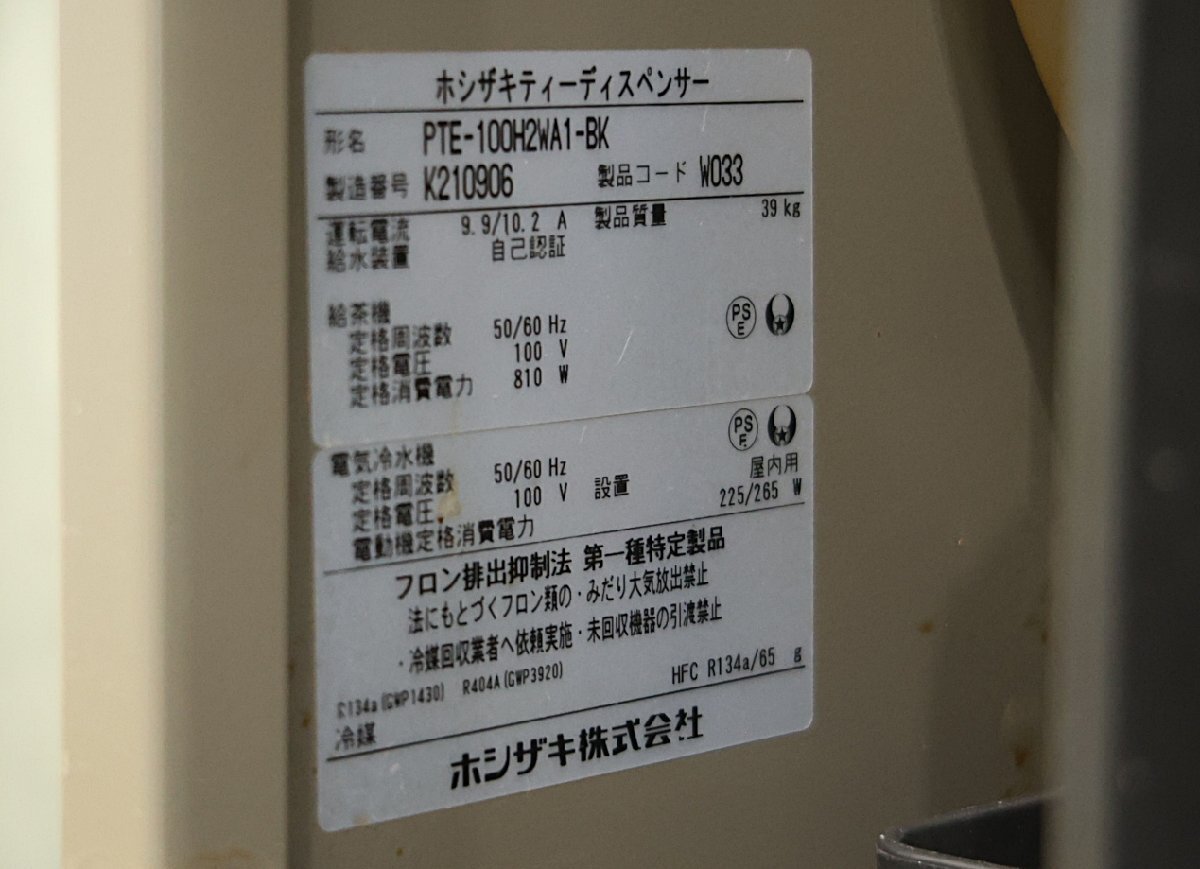 ホシザキティーディスペンサー
形名 PTE-100H2WA1-BK
製造番号 K210906 製品コード W033
運転電流 9.9/10.2 A 製品質量 39 kg
給水装置 自己認証
給茶機
定格周波数 50/60 Hz
定格電圧 100 V
定格消費電力 810 W
PS E
PS E
電気冷水機
定格周波数 50/60 Hz 設置 屋内用
定格電圧 100 V
電動機定格消費電力 225/265 W
フロン排出抑制法 第一種特定製品
法にもとづくフロン類の・みだり大気放出禁止
・冷媒回収業者へ依頼実施・未回収機器の引渡禁止
R134a(GWP1430) R404A(GWP3920)
冷媒 HFC R134a/65 g
ホシザキ株式会社